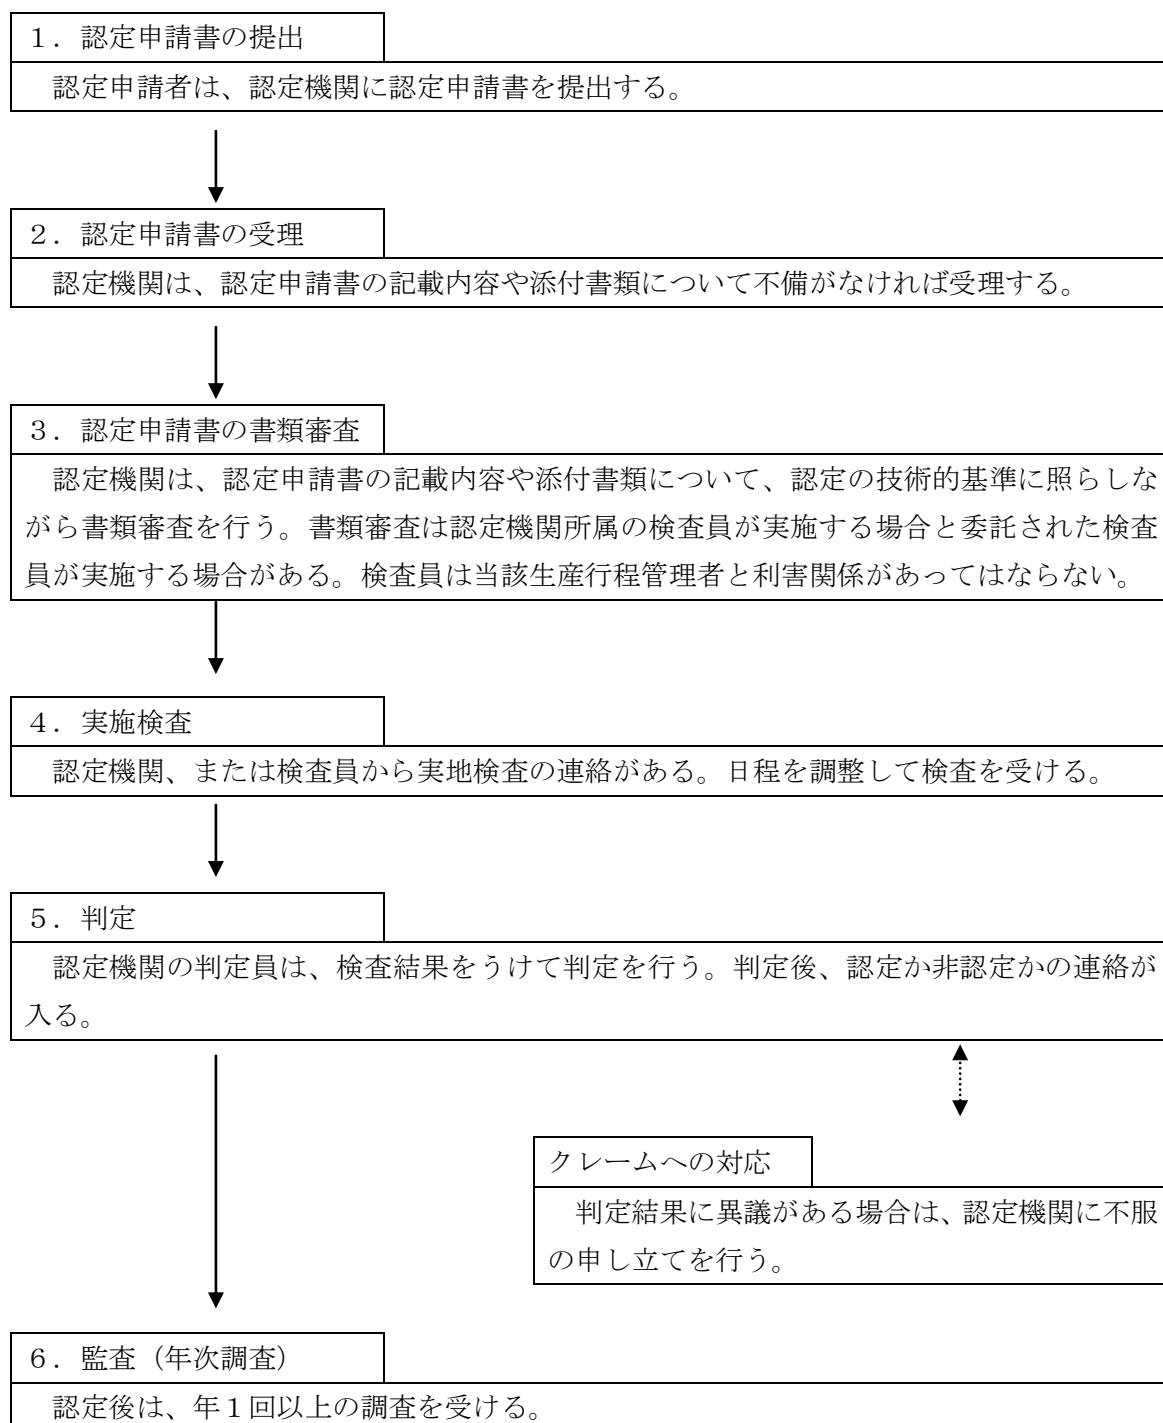 １．認定申請書の提出
認定申請者は、認定機関に認定申請書を提出する。
２．認定申請書の受理
認定機関は、認定申請書の記載内容や添付書類について不備がなければ受理する。
３．認定申請書の書類審査
認定機関は、認定申請書の記載内容や添付書類について、認定の技術的基準に照らしな
がら書類審査を行う。書類審査は認定機関所属の検査員が実施する場合と委託された検査
員が実施する場合がある。検査員は当該生産行程管理者と利害関係があってはならない。
４．実施検査
認定機関、または検査員から実地検査の連絡がある。日程を調整して検査を受ける。
５．判定
認定機関の判定員は、検査結果をうけて判定を行う。判定後、認定か非認定かの連絡が
入る。
クレームへの対応
判定結果に異議がある場合は、認定機関に不服
の申し立てを行う。
６．監査（年次調査）
認定後は、年１回以上の調査を受ける。